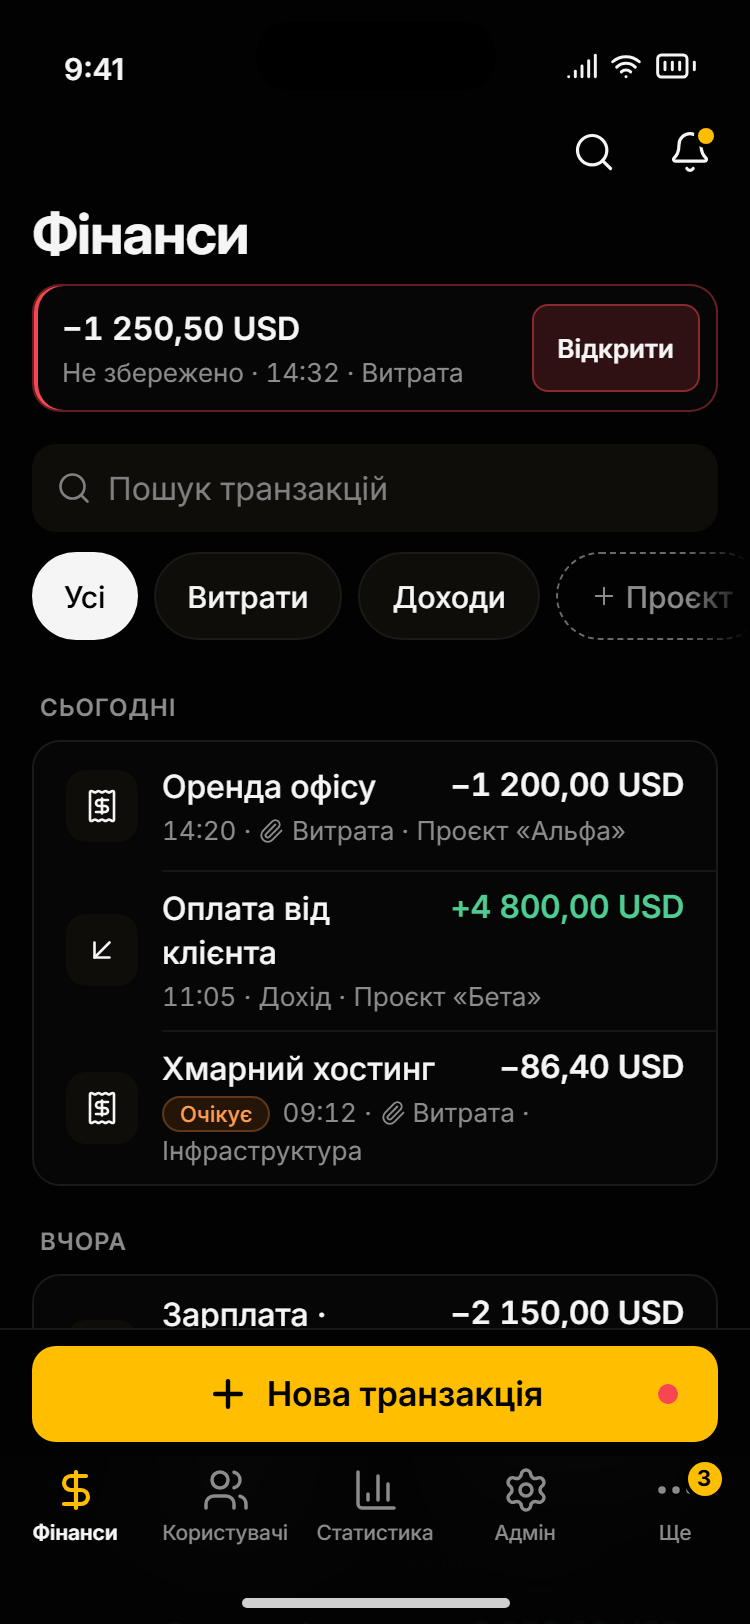 9:41
Фінанси
−1 250,50 USD
Не збережено · 14:32 · Витрата
Відкрити
Пошук транзакцій
Усі
Витрати
Доходи
+ Проєкт
СЬОГОДНІ
Оренда офісу
−1 200,00 USD
14:20 · Витрата · Проєкт «Альфа»
Оплата від
+4 800,00 USD
клієнта
11:05 · Дохід · Проєкт «Бета»
Хмарний хостинг
−86,40 USD
Очікує 09:12 · Витрата ·
Інфраструктура
ВЧОРА
Зарплата ·
−2 150,00 USD
+ Нова транзакція
3
Фінанси
Користувачі
Статистика
Адмін
Ще